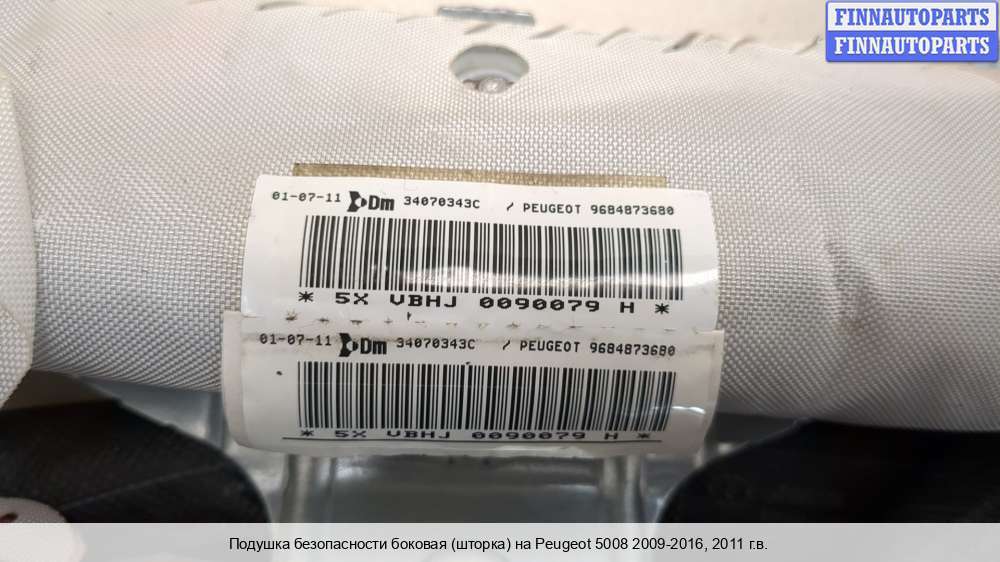 FINNAUTOPARTS
FINNAUTOPARTS
01-07-11 Dm 34070343C / PEUGEOT 9684873680
* 5X VBHJ 0090079 H *
01-07-11 Dm 34070343C / PEUGEOT 9684873680
* 5X VBHJ 0090079 H *
Подушка безопасности боковая (шторка) на Peugeot 5008 2009-2016, 2011 г.в.